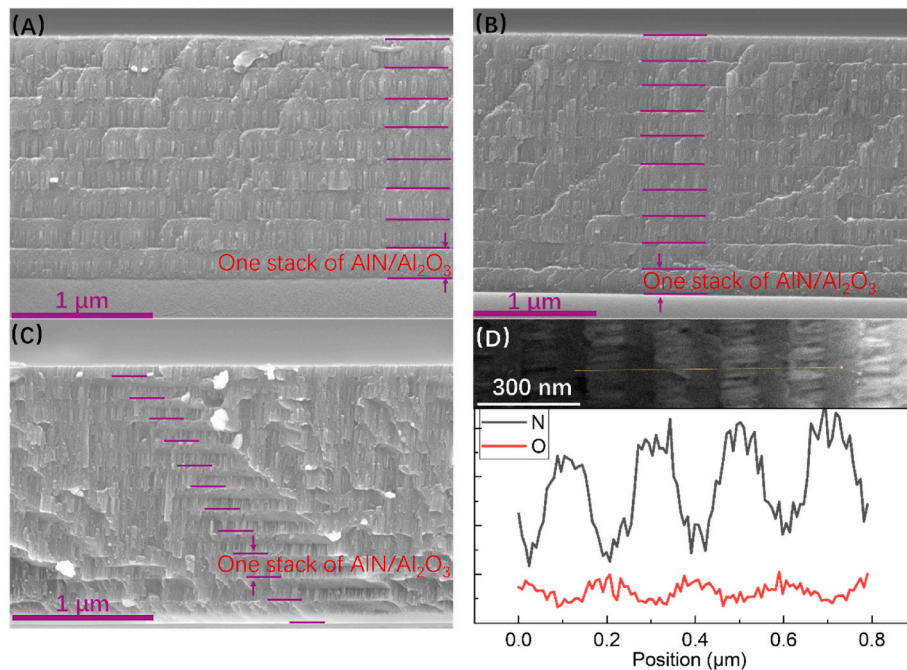 (A)
One stack of AlN/Al₂O₃
1 μm
(B)
One stack of AlN/Al₂O₃
1 μm
(C)
One stack of AlN/Al₂O₃
1 μm
(D)
300 nm
N
O
0.0 0.2 0.4 0.6 0.8
Position (μm)